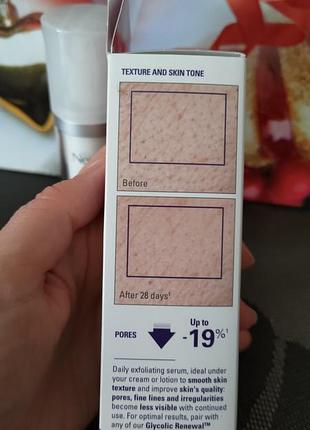 TEXTURE AND SKIN TONE
Before
After 28 days¹
PORES
Up to
-19%¹
Daily exfoliating serum, ideal under
your cream or lotion to smooth skin
texture and improve skin's quality:
pores, fine lines and irregularities
become less visible with continued
use. For optimal results, pair with
any of our Glycolic Renewal™